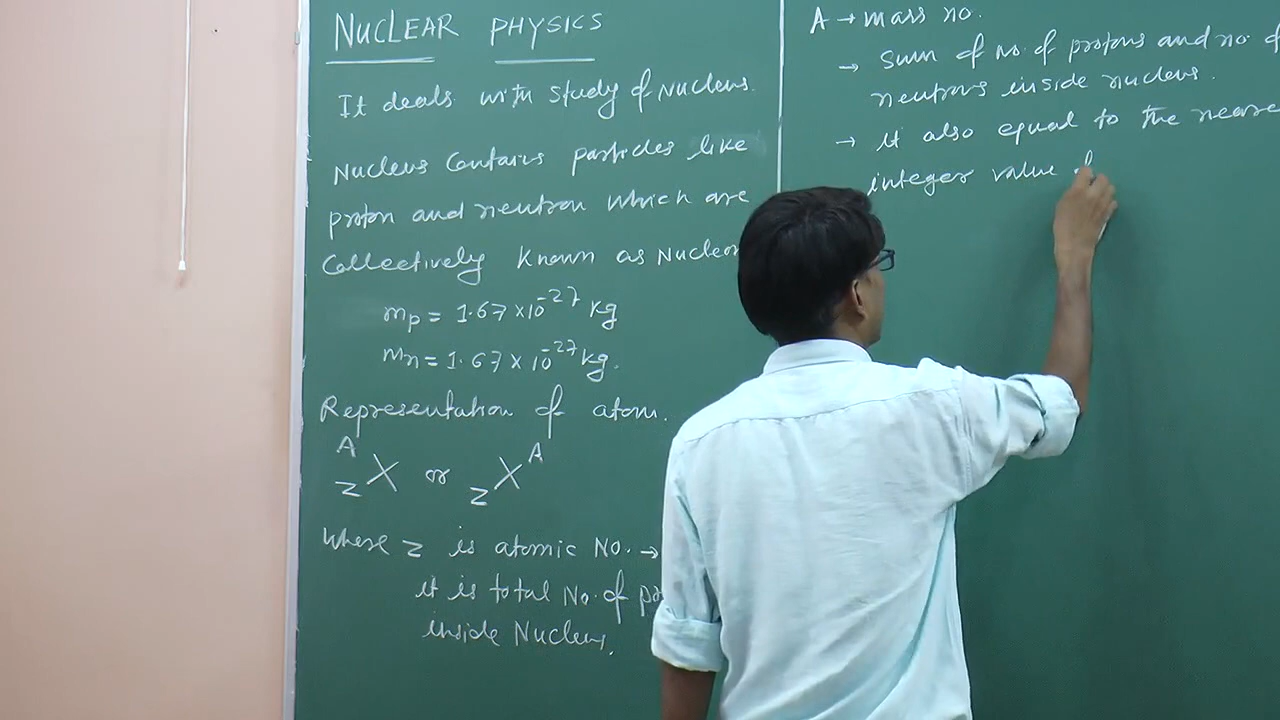 NUCLEAR PHYSICS
It deals with study of Nucleus.
Nucleus Contains particles like
proton and neutron which are
Collectively known as Nucleon
mp = 1.67 × 10^-27 kg
mn = 1.67 × 10^-27 kg.
Representation of atom.
A Z X or Z X A
Where Z is atomic No. →
it is total No. of pro
inside Nucleus.
A → mass no.
→ Sum of no. of protons and no of
neutrons inside nucleus.
→ it also equal to the neare
integer value of